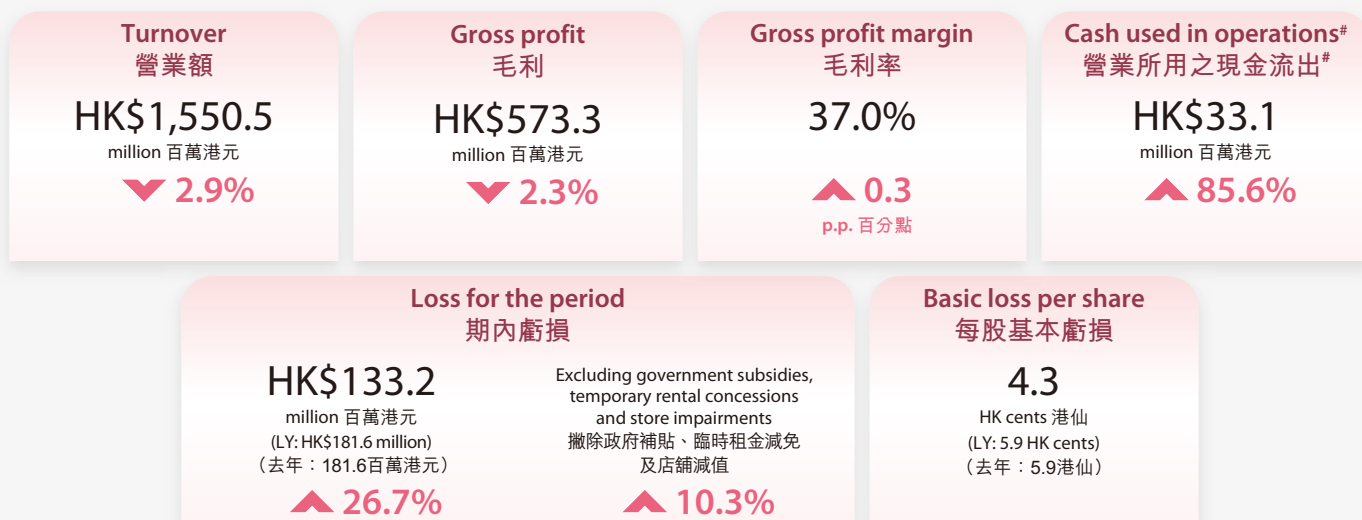 Turnover
營業額
HK$1,550.5
million 百萬港元
2.9%
Gross profit
毛利
HK$573.3
million 百萬港元
2.3%
Gross profit margin
毛利率
37.0%
0.3
p.p. 百分點
Cash used in operations#
營業所用之現金流出#
HK$33.1
million 百萬港元
85.6%
Loss for the period
期內虧損
HK$133.2
million 百萬港元
(LY: HK$181.6 million)
（去年：181.6百萬港元）
26.7%
Excluding government subsidies,
temporary rental concessions
and store impairments
撇除政府補貼、臨時租金減免
及店舖減值
10.3%
Basic loss per share
每股基本虧損
4.3
HK cents 港仙
(LY: 5.9 HK cents)
（去年：5.9港仙）